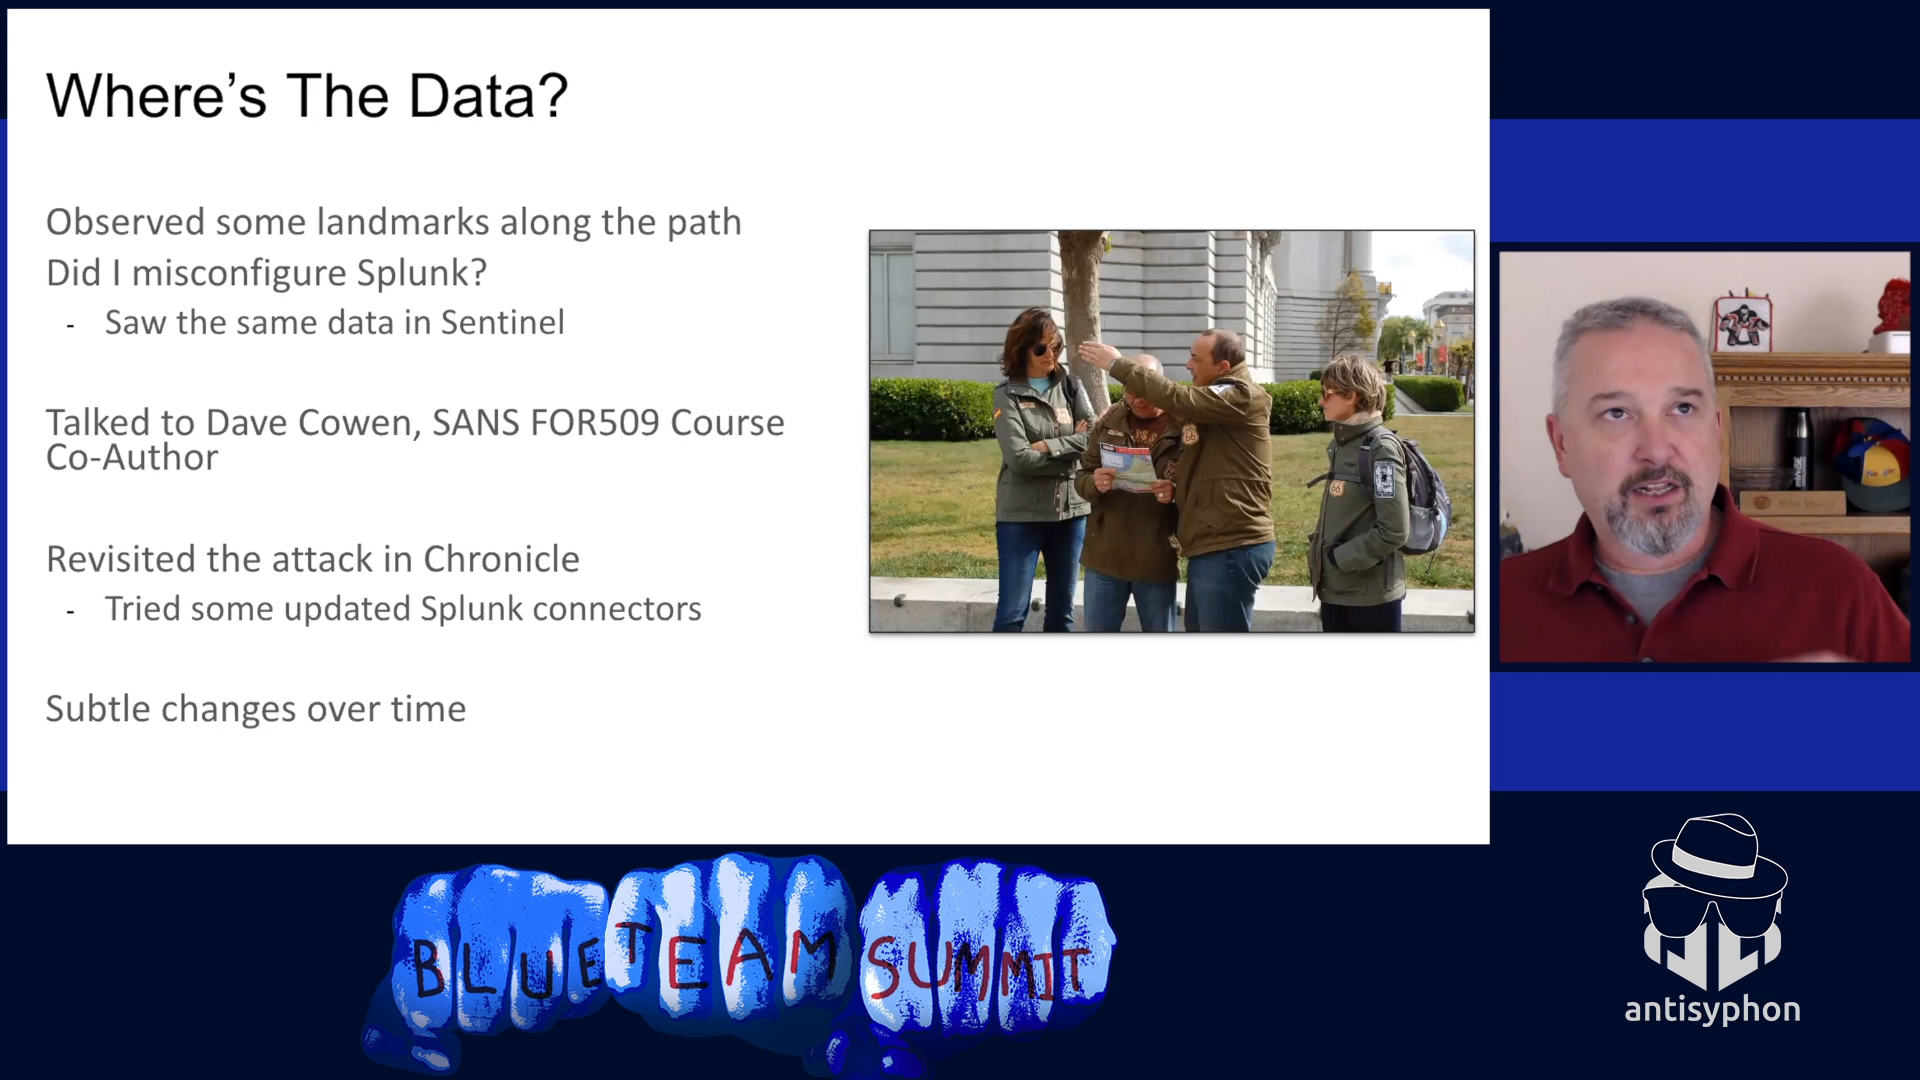 Where's The Data?
Observed some landmarks along the path
Did I misconfigure Splunk?
- Saw the same data in Sentinel
Talked to Dave Cowen, SANS FOR509 Course
Co-Author
Revisited the attack in Chronicle
- Tried some updated Splunk connectors
Subtle changes over time
66
66
BLUE TEAM SUMMIT
antisyphon